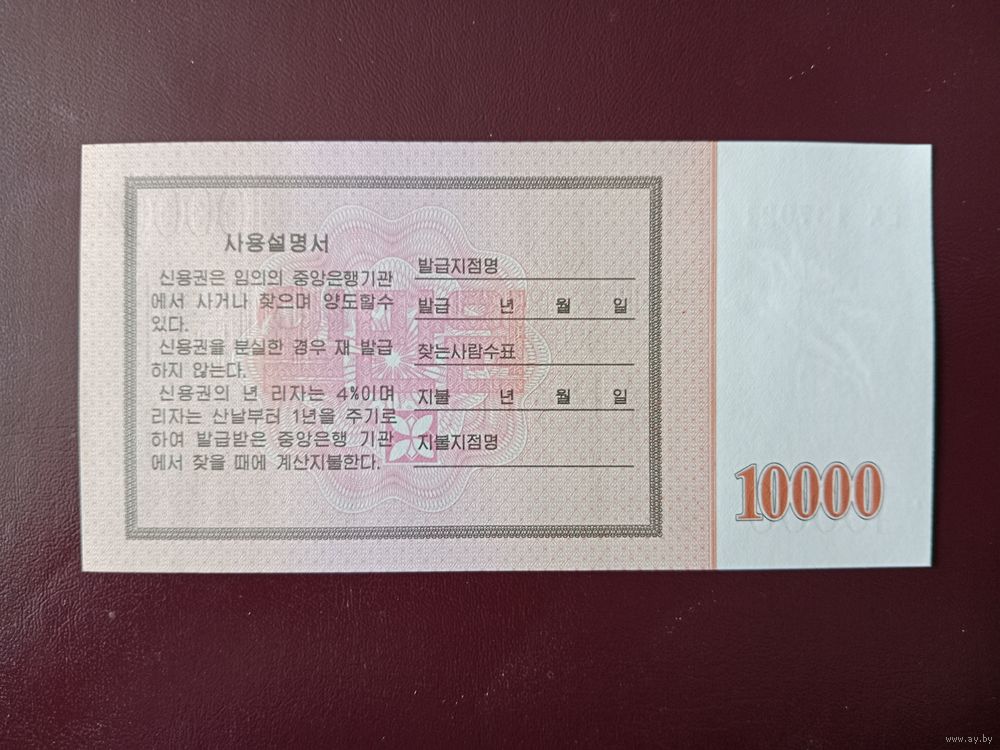 사용설명서
신용권은 임의의 중앙은행기관
에서 사거나 찾으며 양도할수
있다.
신용권을 분실한 경우 재 발급
하지 않는다.
신용권의 년 리자는 4%이며
리자는 산날부터 1년을 주기로
하여 발급받은 중앙은행 기관
에서 찾을 때에 계산지불한다.
발급지점명
발급 년 월 일
찾는사람수표
지불 년 월 일
지불지점명
10000
www.ay.by